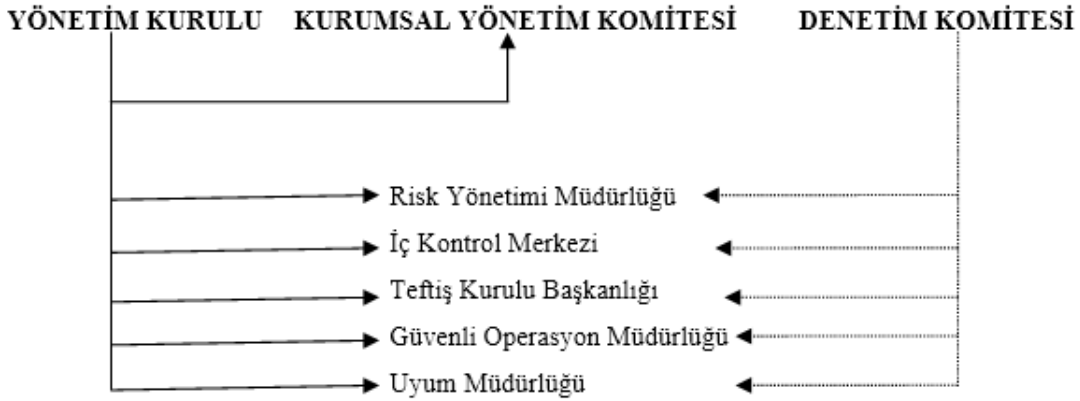 YÖNETİM KURULU KURUMSAL YÖNETİM KOMİTESİ DENETİM KOMİTESİ
Risk Yönetimi Müdürlüğü
İç Kontrol Merkezi
Teftiş Kurulu Başkanlığı
Güvenli Operasyon Müdürlüğü
Uyum Müdürlüğü